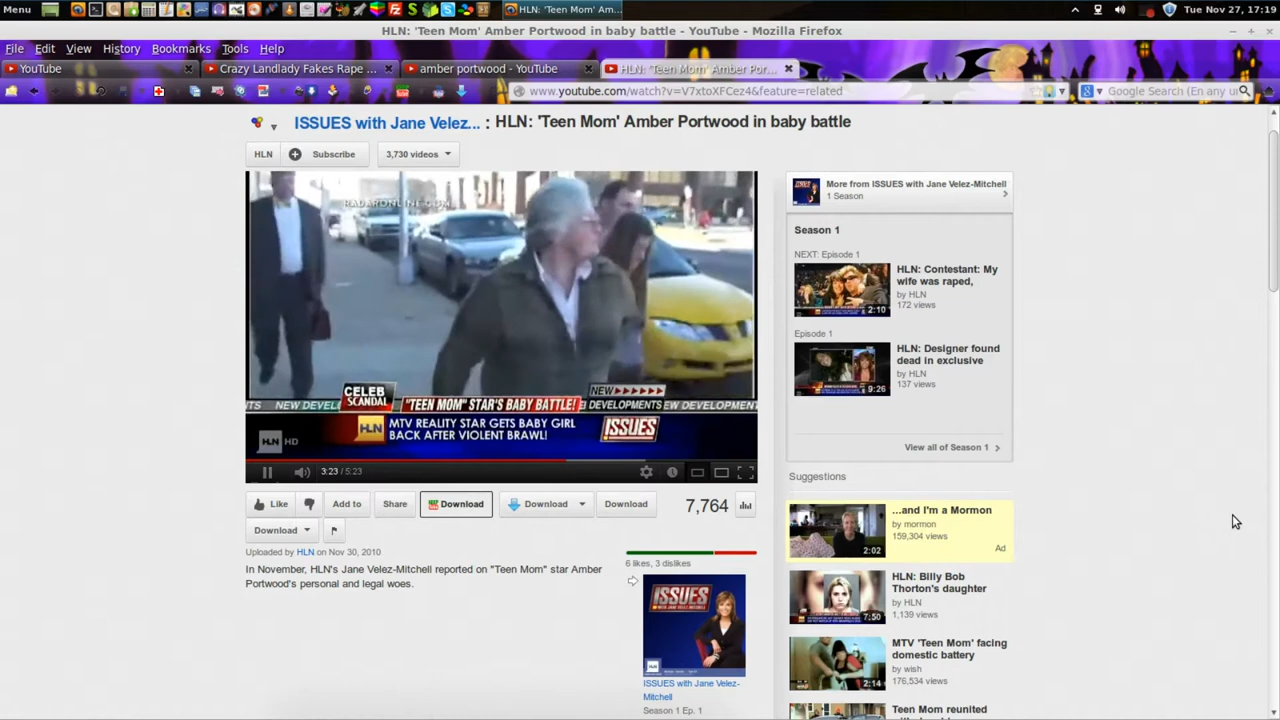 Menu
HLN: 'Teen Mom' Am...
Tue Nov 27, 17:19
HLN: 'Teen Mom' Amber Portwood in baby battle - YouTube - Mozilla Firefox
File Edit View History Bookmarks Tools Help
YouTube
Crazy Landlady Fakes Rape ...
amber portwood - YouTube
HLN: 'Teen Mom' Amber Por...
www.youtube.com/watch?v=V7xtoXFCez4&feature=related
Google Search (En any ur
ISSUES with Jane Velez... : HLN: 'Teen Mom' Amber Portwood in baby battle
HLN Subscribe 3,730 videos
RADARONLINE.COM
CELEB SCANDAL
NEW
NTS NEW DEVEL
"TEEN MOM" STAR'S BABY BATTLE!
DEVELOPMENTS EW DEVELOPMENT
HLN
MTV REALITY STAR GETS BABY GIRL
BACK AFTER VIOLENT BRAWL!
ISSUES
HLN HD
3:23 / 5:23
Like Add to Share Download Download Download 7,764
Download
Uploaded by HLN on Nov 30, 2010
In November, HLN's Jane Velez-Mitchell reported on "Teen Mom" star Amber
Portwood's personal and legal woes.
6 likes, 3 dislikes
ISSUES
ISSUES with Jane Velez-
Mitchell
Season 1 Ep. 1
More from ISSUES with Jane Velez-Mitchell
1 Season
Season 1
NEXT: Episode 1
HLN: Contestant: My
wife was raped,
by HLN
172 views
2:10
Episode 1
HLN: Designer found
dead in exclusive
by HLN
137 views
9:26
View all of Season 1
Suggestions
...and I'm a Mormon
by mormon
159,304 views
Ad
2:02
HLN: Billy Bob
Thorton's daughter
by HLN
1,139 views
7:50
MTV 'Teen Mom' facing
domestic battery
by wish
176,534 views
2:14
Teen Mom reunited